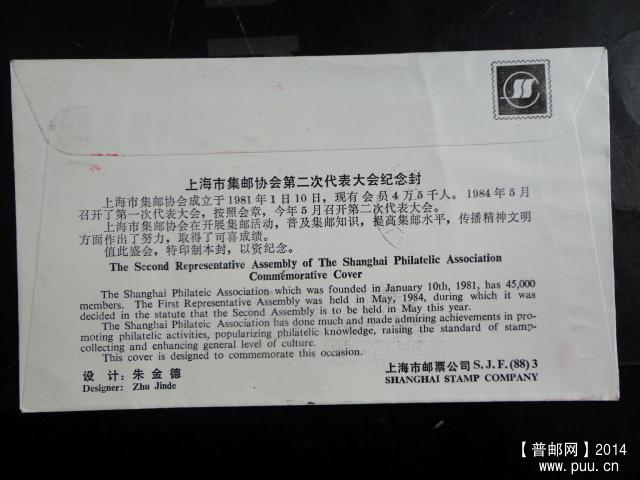 上海市集邮协会第二次代表大会纪念封
上海市集邮协会成立于1981年1月10日，现有会员4万5千人。1984年5月
召开了第一次代表大会，按照会章，今年5月召开第二次代表大会。
上海市集邮协会在开展集邮活动，普及集邮知识，提高集邮水平，传播精神文明
方面作出了努力，取得了可喜成绩。
值此盛会，特印制本封，以资纪念。
The Second Representative Assembly of The Shanghai Philatelic Association
Commemorative Cover
The Shanghai Philateic Association which was founded in January 10th, 1981, has 45,000
members. The First Representative Assembly was held in May, 1984, during which it was
decided in the statute that the Second Assembly is to be held in May this year.
The Shanghai Philateic Association has done much and made admiring achievements in pro-
moting philatelic activities, popularizing philatelic knowledge, raising the standard of stamp-
collecting and enhancing general level of culture.
This cover is designed to commemorate this occasion.
设计：朱金德
Designer: Zhu Jinde
上海市邮票公司 S.J.F.(88)3
SHANGHAI STAMP COMPANY
【普邮网】2014
www.puu.cn